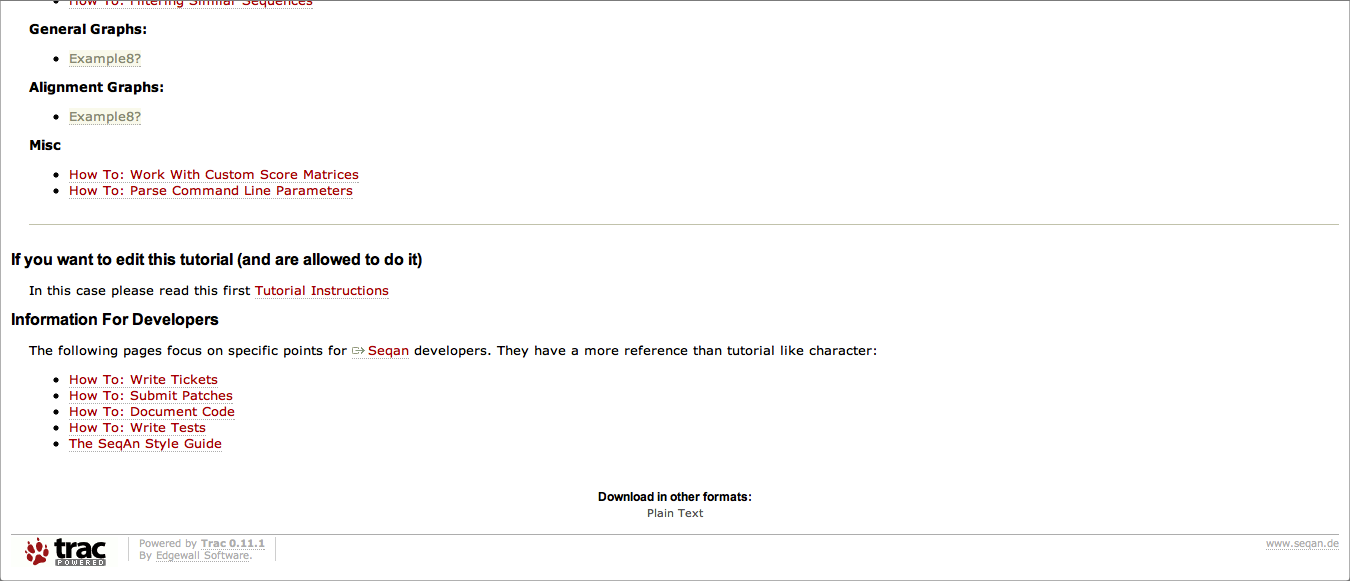 How To: Filtering Similar Sequences
General Graphs:
Example8?
Alignment Graphs:
Example8?
Misc
How To: Work With Custom Score Matrices
How To: Parse Command Line Parameters
If you want to edit this tutorial (and are allowed to do it)
In this case please read this first Tutorial Instructions
Information For Developers
The following pages focus on specific points for Seqan developers. They have a more reference than tutorial like character:
How To: Write Tickets
How To: Submit Patches
How To: Document Code
How To: Write Tests
The SeqAn Style Guide
Download in other formats:
Plain Text
trac
POWERED
Powered by Trac 0.11.1
By Edgewall Software.
www.seqan.de